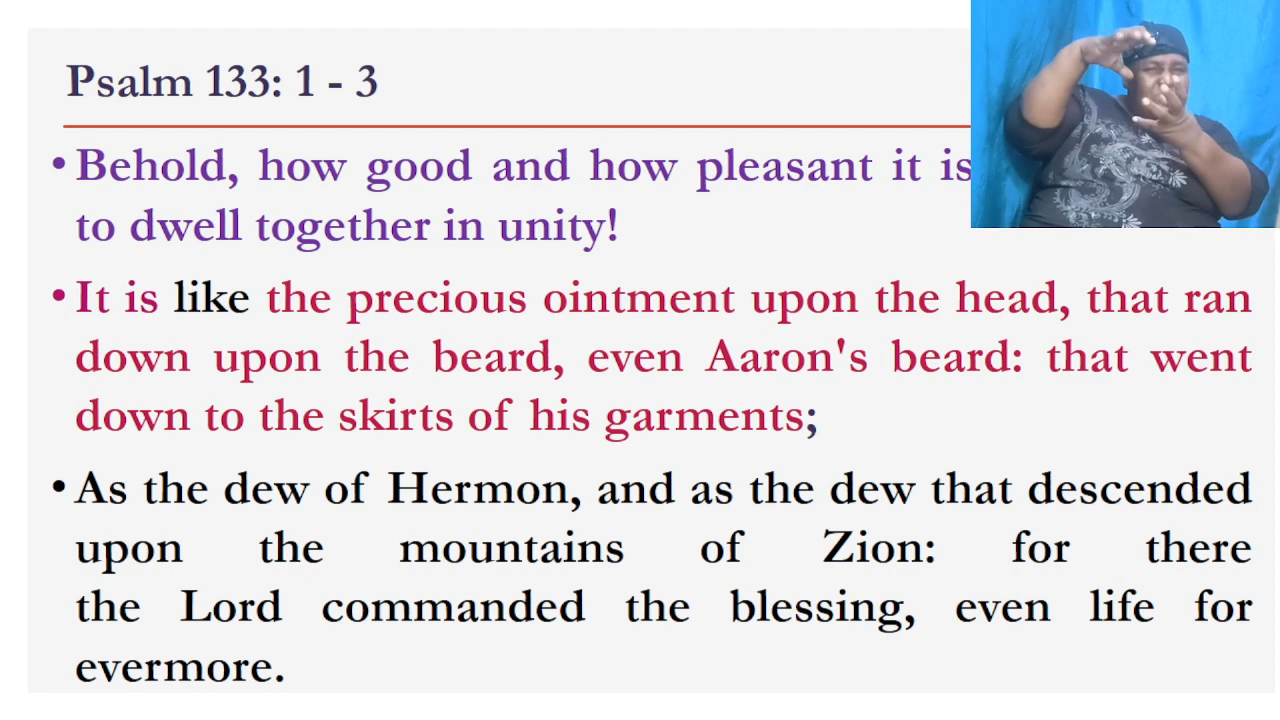 Psalm 133: 1 - 3
• Behold, how good and how pleasant it is
to dwell together in unity!
• It is like the precious ointment upon the head, that ran
down upon the beard, even Aaron's beard: that went
down to the skirts of his garments;
• As the dew of Hermon, and as the dew that descended
upon the mountains of Zion: for there
the Lord commanded the blessing, even life for
evermore.